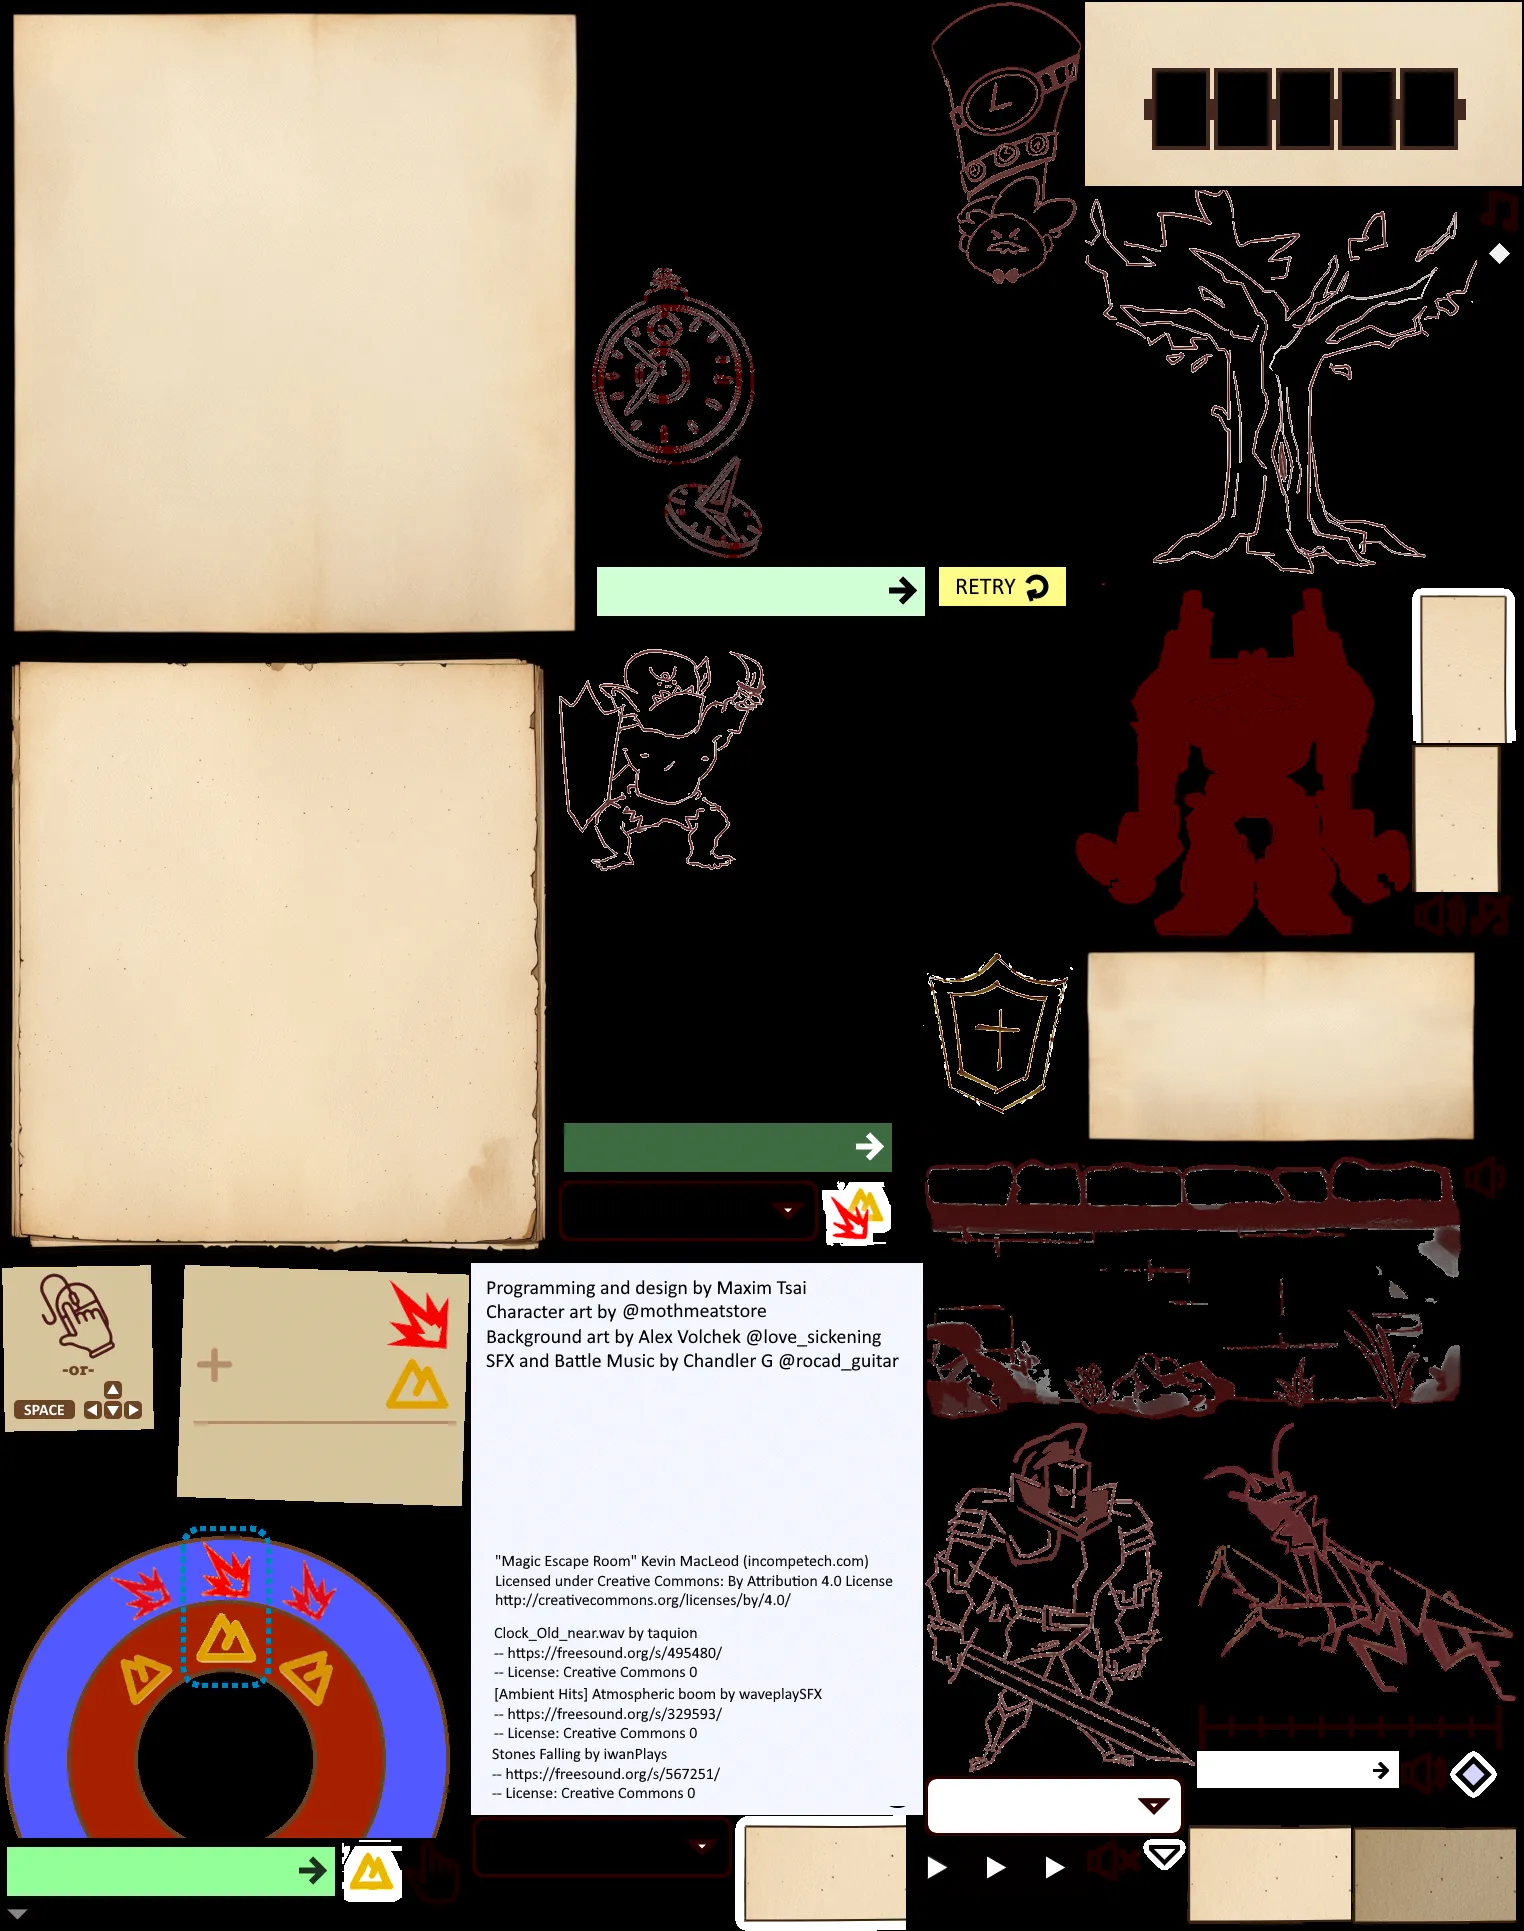 RETRY
-or-
SPACE
Programming and design by Maxim Tsai
Character art by @mothmeatstore
Background art by Alex Volchek @love_sickening
SFX and Battle Music by Chandler G @rocad_guitar
"Magic Escape Room" Kevin MacLeod (incompetech.com)
Licensed under Creative Commons: By Attribution 4.0 License
http://creativecommons.org/licenses/by/4.0/
Clock_Old_near.wav by taquion
-- https://freesound.org/s/495480/
-- License: Creative Commons 0
[Ambient Hits] Atmospheric boom by waveplaySFX
-- https://freesound.org/s/329593/
-- License: Creative Commons 0
Stones Falling by iwanPlays
-- https://freesound.org/s/567251/
-- License: Creative Commons 0